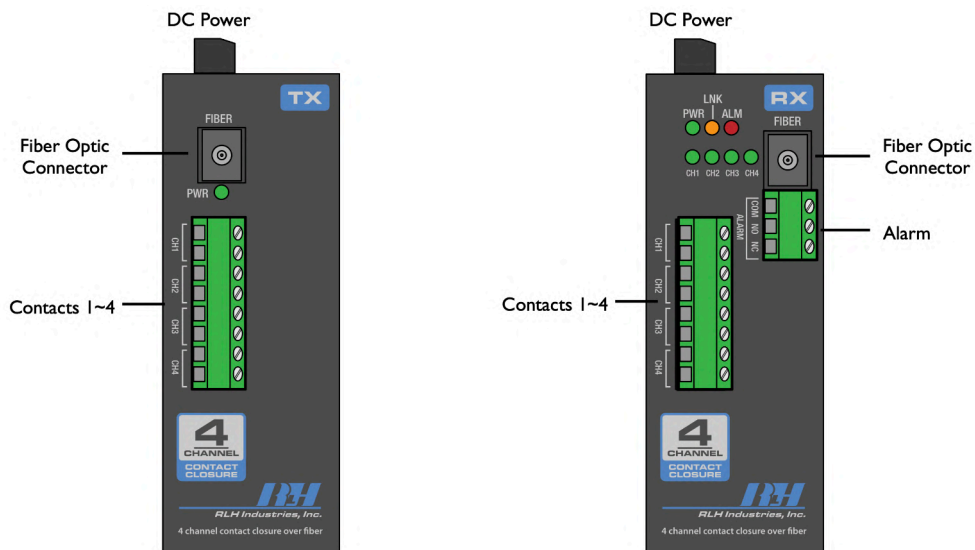 DC Power
TX
FIBER
Fiber Optic
Connector
PWR
CH1
CH2
Contacts 1~4
CH3
CH4
4
CHANNEL
CONTACT
CLOSURE
RLH
RLH Industries, Inc.
4 channel contact closure over fiber
DC Power
RX
LNK
PWR
ALM
FIBER
Fiber Optic
Connector
CH1 CH2 CH3 CH4
COM NO NC
ALARM
Alarm
CH1
CH2
Contacts 1~4
CH3
CH4
4
CHANNEL
CONTACT
CLOSURE
RLH
RLH Industries, Inc.
4 channel contact closure over fiber